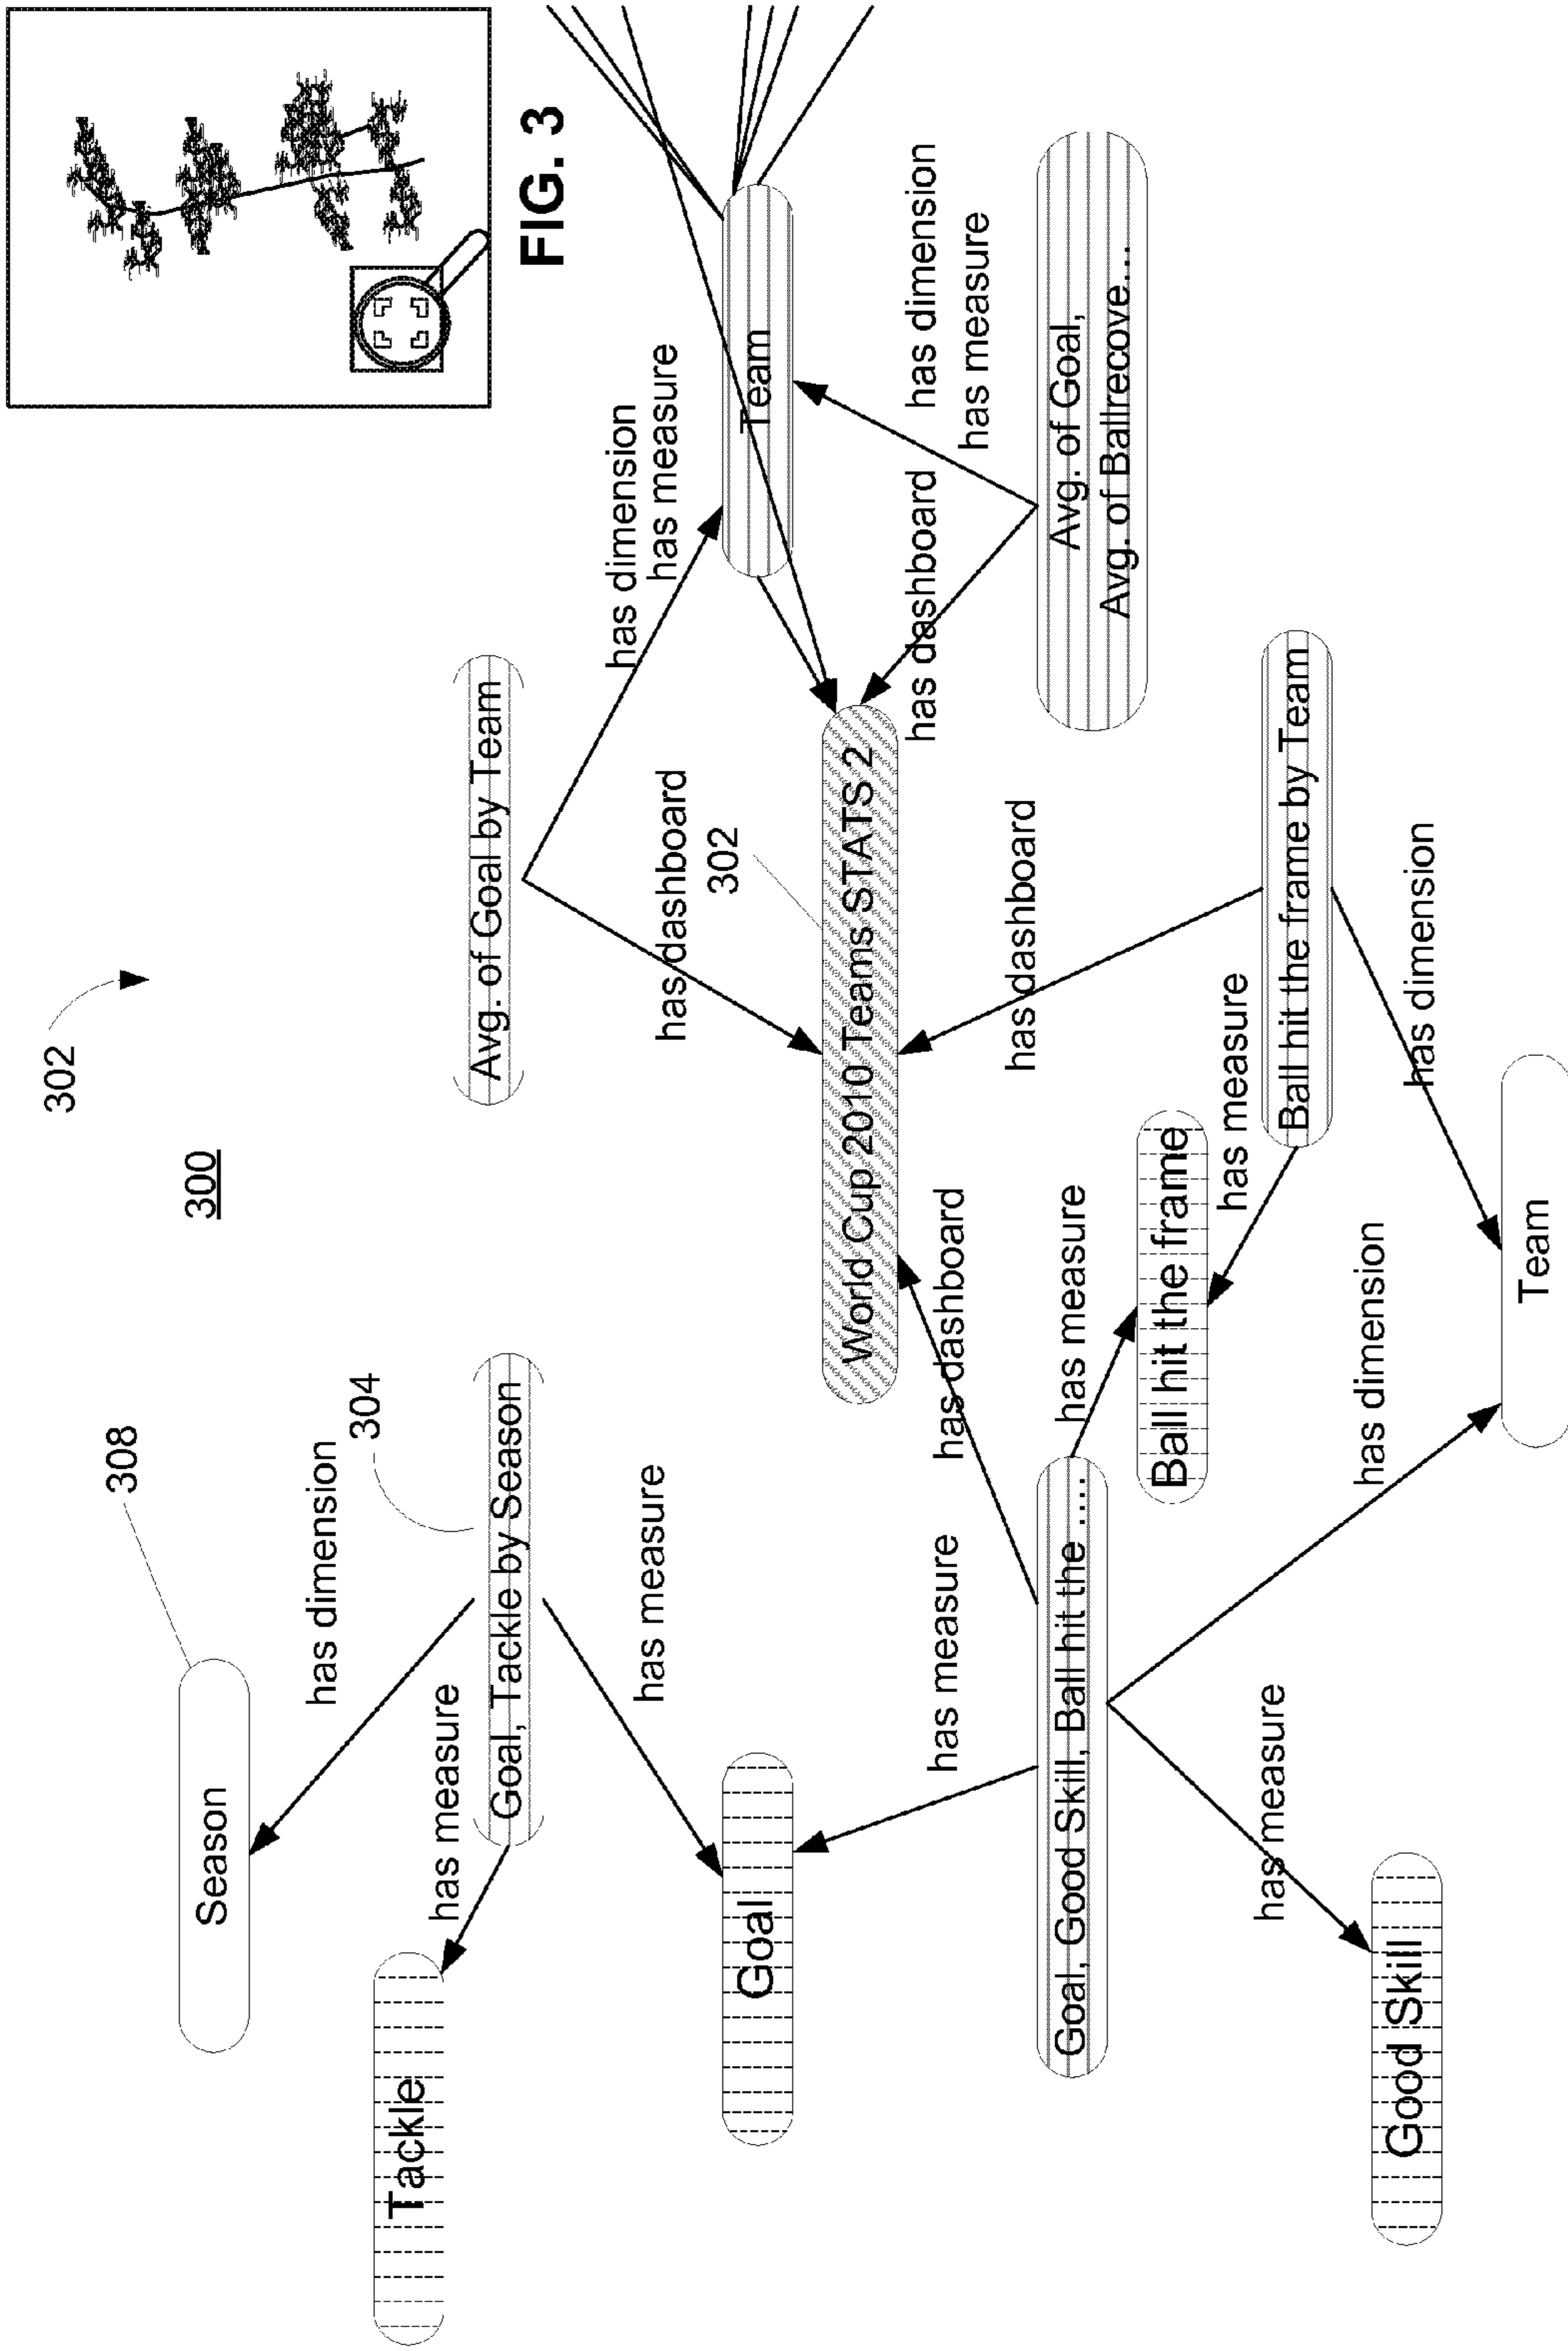 302
308
300
Season
has dimension
304
Tackle
has measure
Avg. of Goal by Team
Goal, Tackle by Season
FIG. 3
has dimension
has measure
has measure
has dashboard
302
Goal
Team
World Cup 2010 Teams STATS 2
has dashboard
has dimension
has measure
has dashboard
has measure
has dashboard
Goal, Good Skill, Ball hit the .....
has measure
Avg. of Goal,
Avg. of Ballrecove...
Ball hit the frame
has measure
has measure
Ball hit the frame by Team
has dimension
Good Skill
has dimension
Team